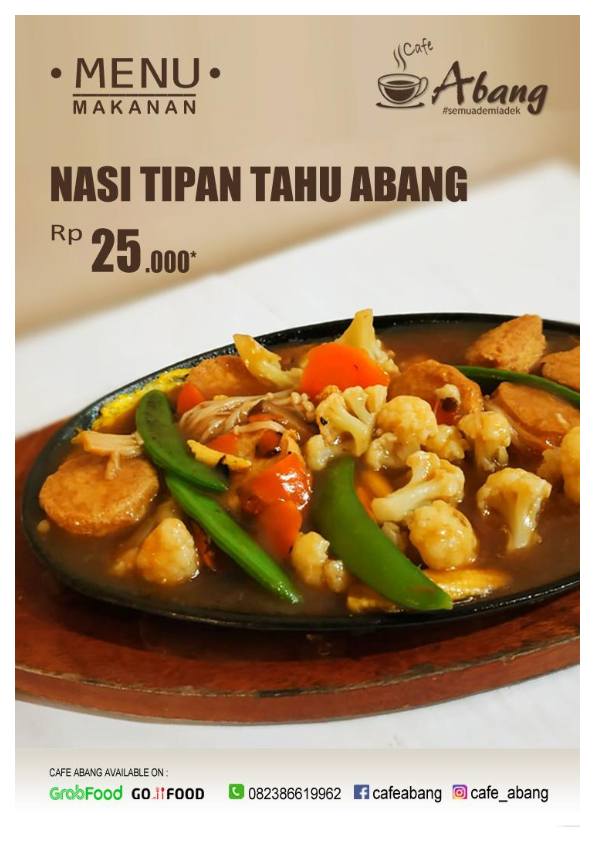 • MENU •
MAKANAN
Cafe
Abang
#semuademiadek
NASI TIPAN TAHU ABANG
Rp 25.000*
CAFE ABANG AVAILABLE ON :
GrabFood GO FOOD 082386619962 cafeabang cafe_abang